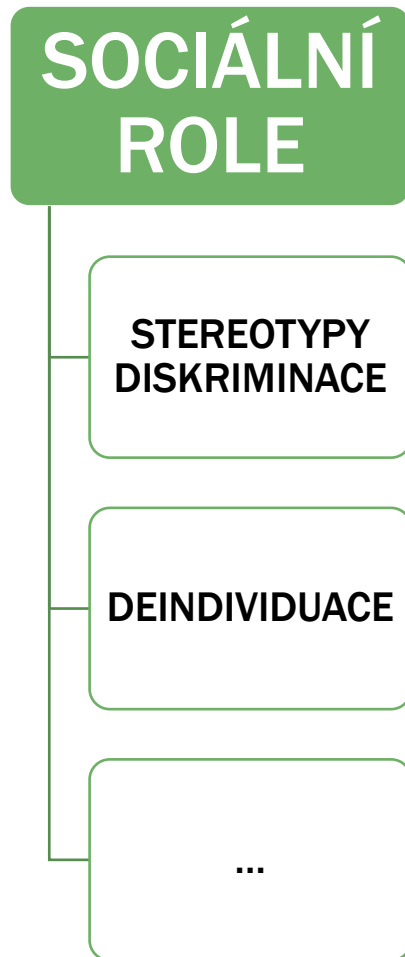 SOCIÁLNÍ
ROLE
STEREOTYPY
DISKRIMINACE
DEINDIVIDUACE
...